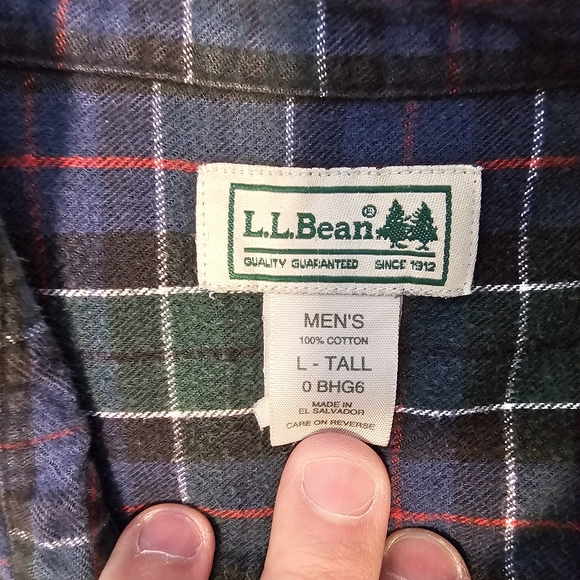 L.L.Bean®
QUALITY GUARANTEED SINCE 1912
MEN'S
100% COTTON
L - TALL
0 BHG6
MADE IN
EL SALVADOR
CARE ON REVERSE